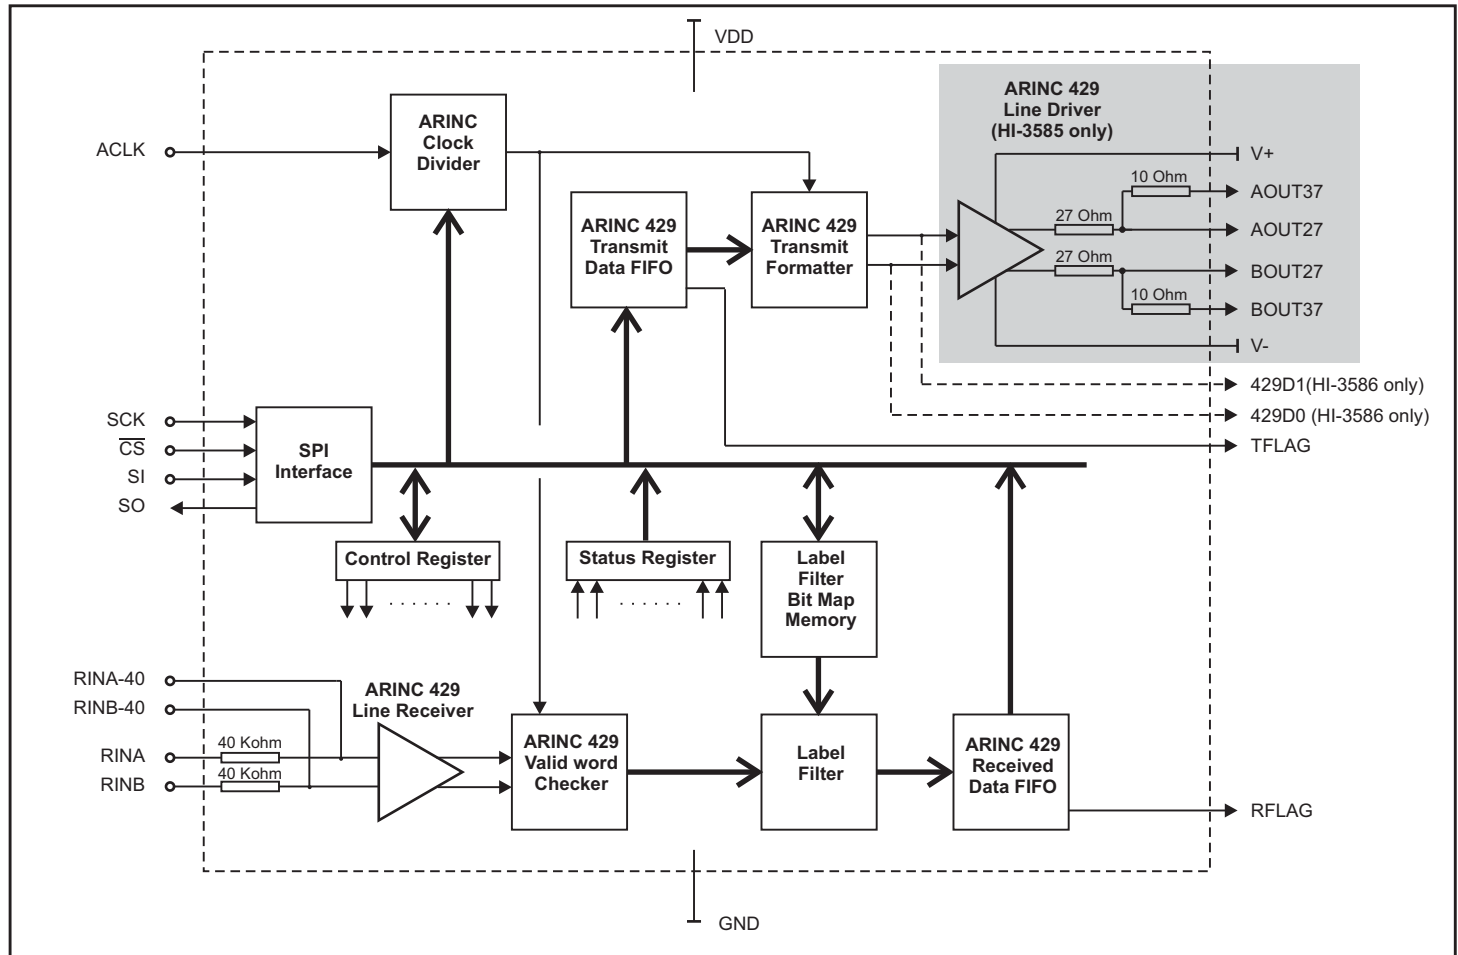 VDD
ARINC 429
Line Driver
(HI-3585 only)
ARINC
Clock
Divider
ACLK
V+
10 Ohm
AOUT37
ARINC 429
Transmit
Data FIFO
ARINC 429
Transmit
Formatter
27 Ohm
AOUT27
27 Ohm
BOUT27
10 Ohm
BOUT37
V-
429D1(HI-3586 only)
429D0 (HI-3586 only)
TFLAG
SCK
CS
SI
SO
SPI
Interface
Control Register
. . . . . .
Status Register
. . . . . .
Label
Filter
Bit Map
Memory
RINA-40
RINB-40
RINA
RINB
40 Kohm
40 Kohm
ARINC 429
Line Receiver
ARINC 429
Valid word
Checker
Label
Filter
ARINC 429
Received
Data FIFO
RFLAG
GND